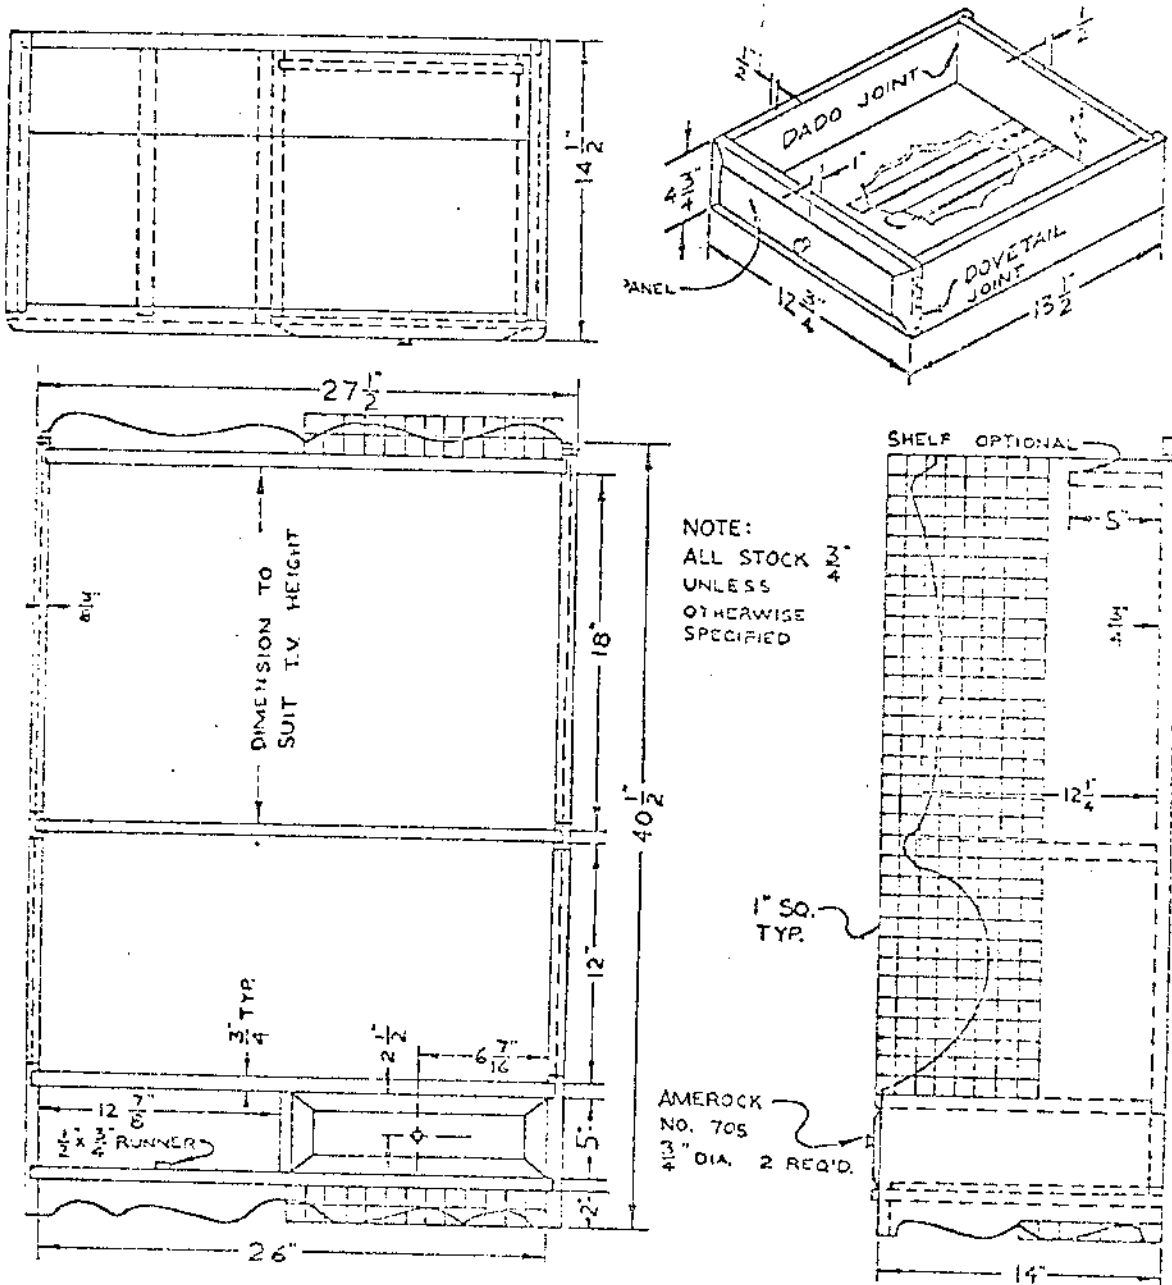 14 1/2"
1/2"
1/2"
DADO JOINT
1"
4 3/4
PANEL
DOVETAIL
JOINT
12 3/4"
13 1/2"
27 1/2"
SHELF OPTIONAL
5"
NOTE:
ALL STOCK 3/4"
UNLESS
OTHERWISE
SPECIFIED
DIMENSION TO
SUIT T.V. HEIGHT
18"
40 1/2"
12 1/4"
1" SQ.
TYP.
12"
3/4" TYP.
2 1/2"
6 7/16"
12 7/8"
1/2" x 3/4" RUNNER
5"
2"
AMEROCK
NO. 705
3/4" DIA. 2 REQ'D.
26"
14"